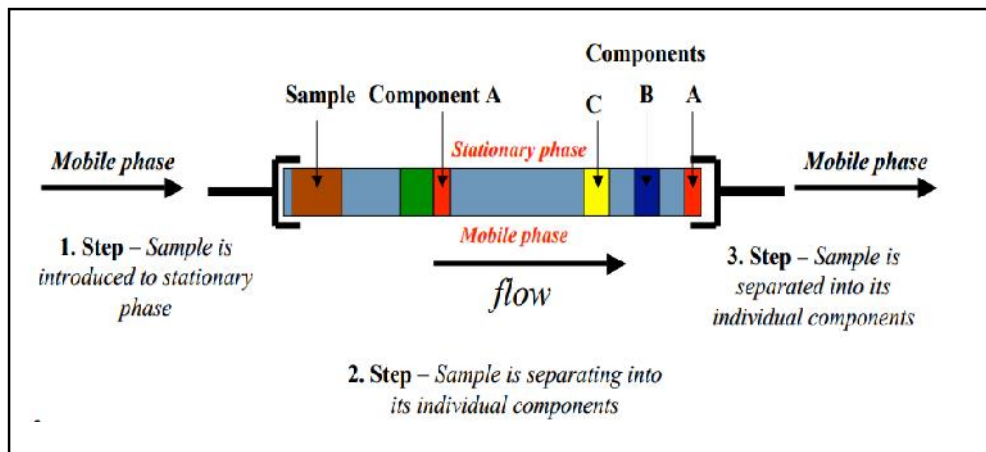 Components
Sample Component A C B A
Stationary phase
Mobile phase
Mobile phase
Mobile phase
1. Step – Sample is
introduced to stationary
phase
flow
3. Step – Sample is
separated into its
individual components
2. Step – Sample is separating into
its individual components